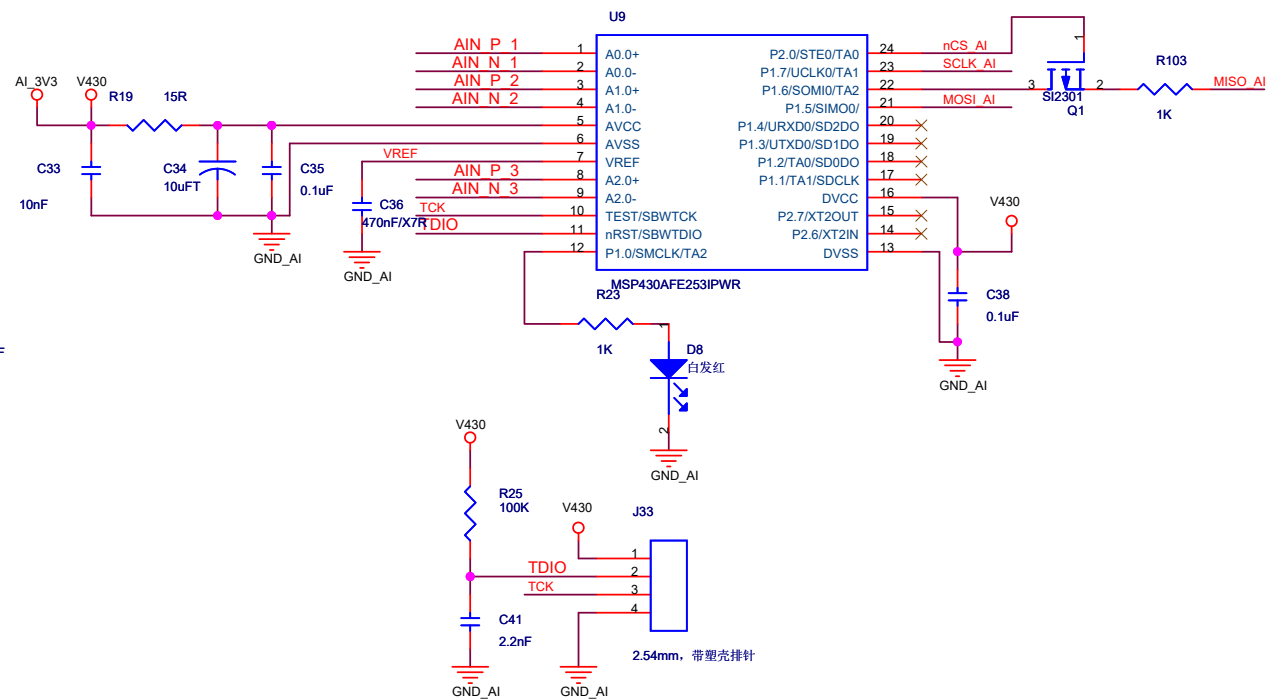 U9
AIN_P_1 1 A0.0+ P2.0/STE0/TA0 24 nCS_AI
AIN_N_1 2 A0.0- P1.7/UCLK0/TA1 23 SCLK_AI
AIN_P_2 3 A1.0+ P1.6/SOMI0/TA2 22
AIN_N_2 4 A1.0- P1.5/SIMO0/ 21 MOSI_AI
5 AVCC P1.4/URXD0/SD2DO 20
6 AVSS P1.3/UTXD0/SD1DO 19
VREF 7 VREF P1.2/TA0/SD0DO 18
AIN_P_3 8 A2.0+ P1.1/TA1/SDCLK 17
AIN_N_3 9 A2.0- DVCC 16
TCK 10 TEST/SBWTCK P2.7/XT2OUT 15
TDIO 11 nRST/SBWTDIO P2.6/XT2IN 14
12 P1.0/SMCLK/TA2 DVSS 13
MSP430AFE253IPWR
1
3 2
SI2301
Q1
R103
1K
MISO_AI
AI_3V3 V430
R19 15R
C33
10nF
C34
10uFT
C35
0.1uF
GND_AI
C36
470nF/X7R
GND_AI
V430
C38
0.1uF
GND_AI
R23
1K
1
D8
白发红
2
GND_AI
F
V430
R25
100K
C41
2.2nF
GND_AI
V430
J33
1
TDIO 2
TCK 3
4
GND_AI
2.54mm，带塑壳排针